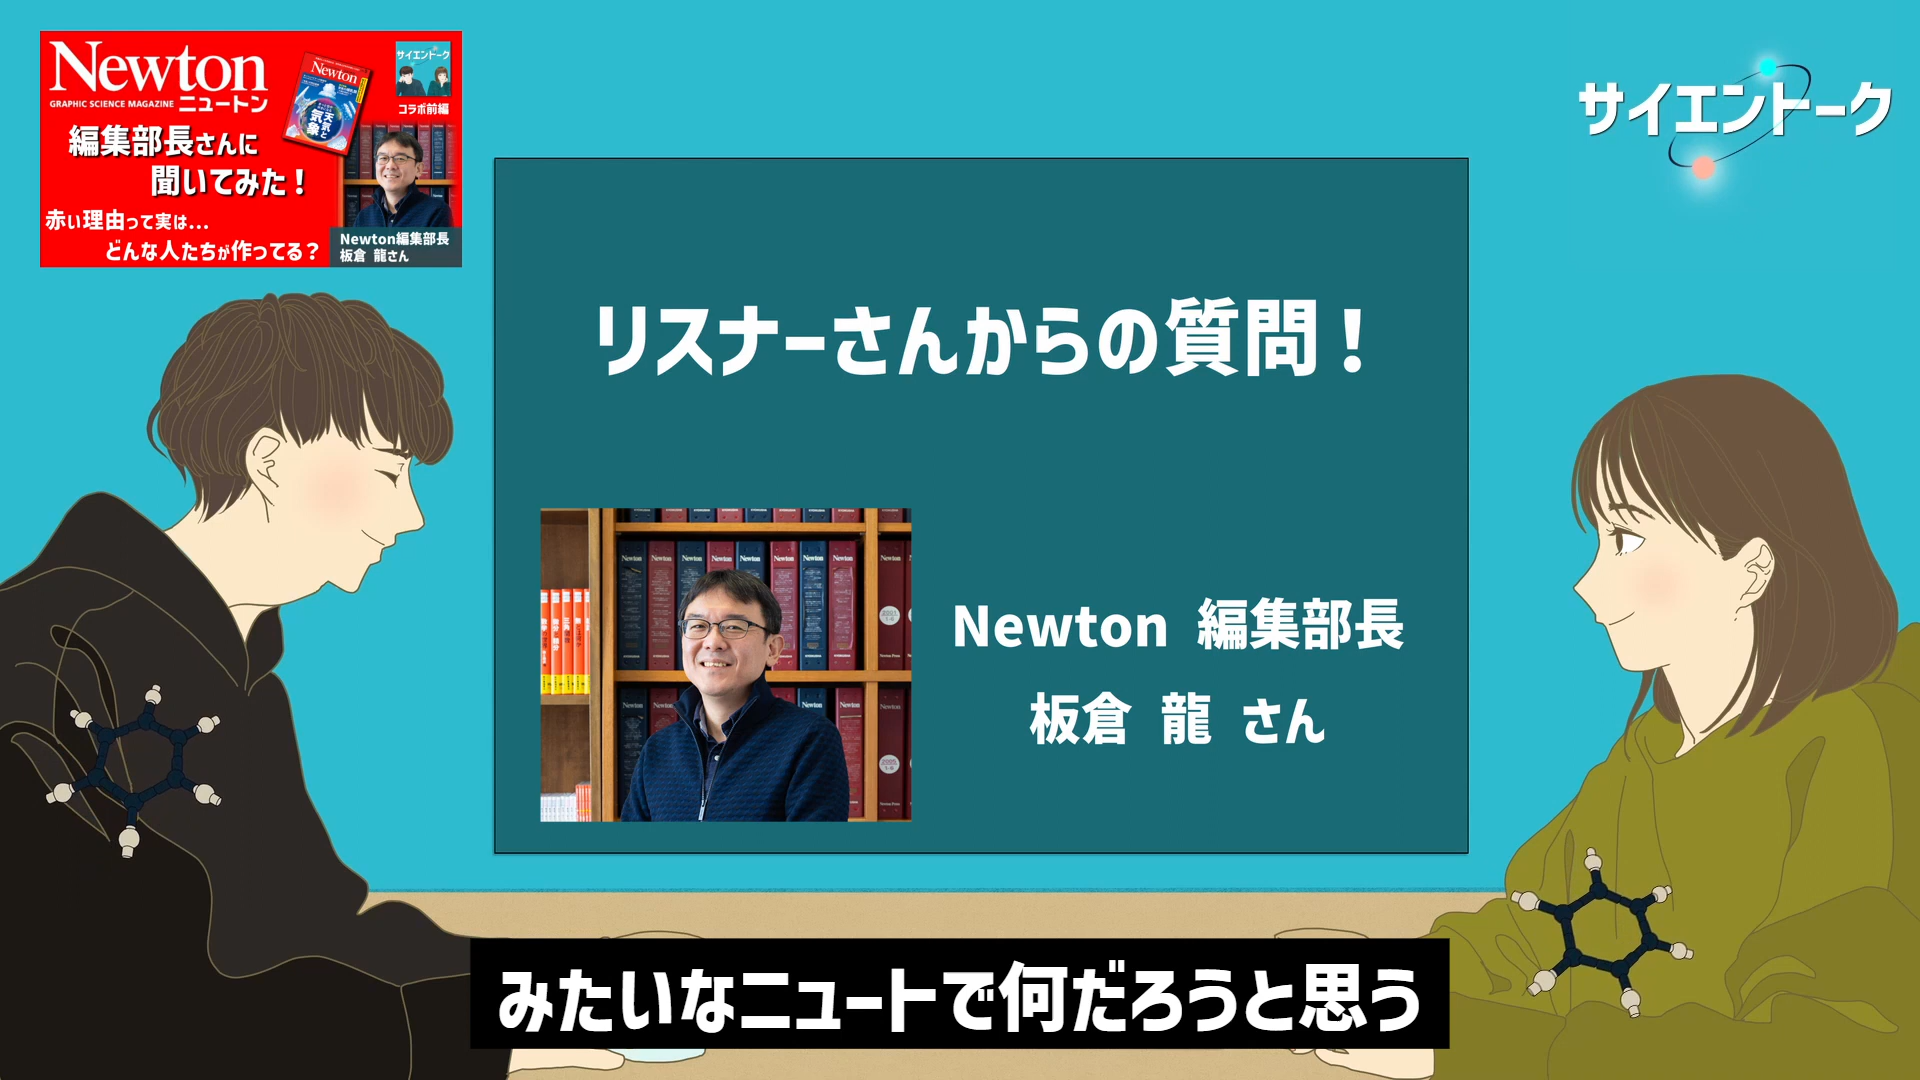 Newton
GRAPHIC SCIENCE MAGAZINE ニュートン
編集部長さんに
聞いてみた!
赤い理由って実は...
どんな人たちが作ってる?
Newton
天気と
気象
サイエントーク
コラボ前編
Newton編集部長
板倉 龍さん
サイエントーク
リスナーさんからの質問!
Newton 編集部長
板倉 龍 さん
みたいなニュートで何だろうと思う